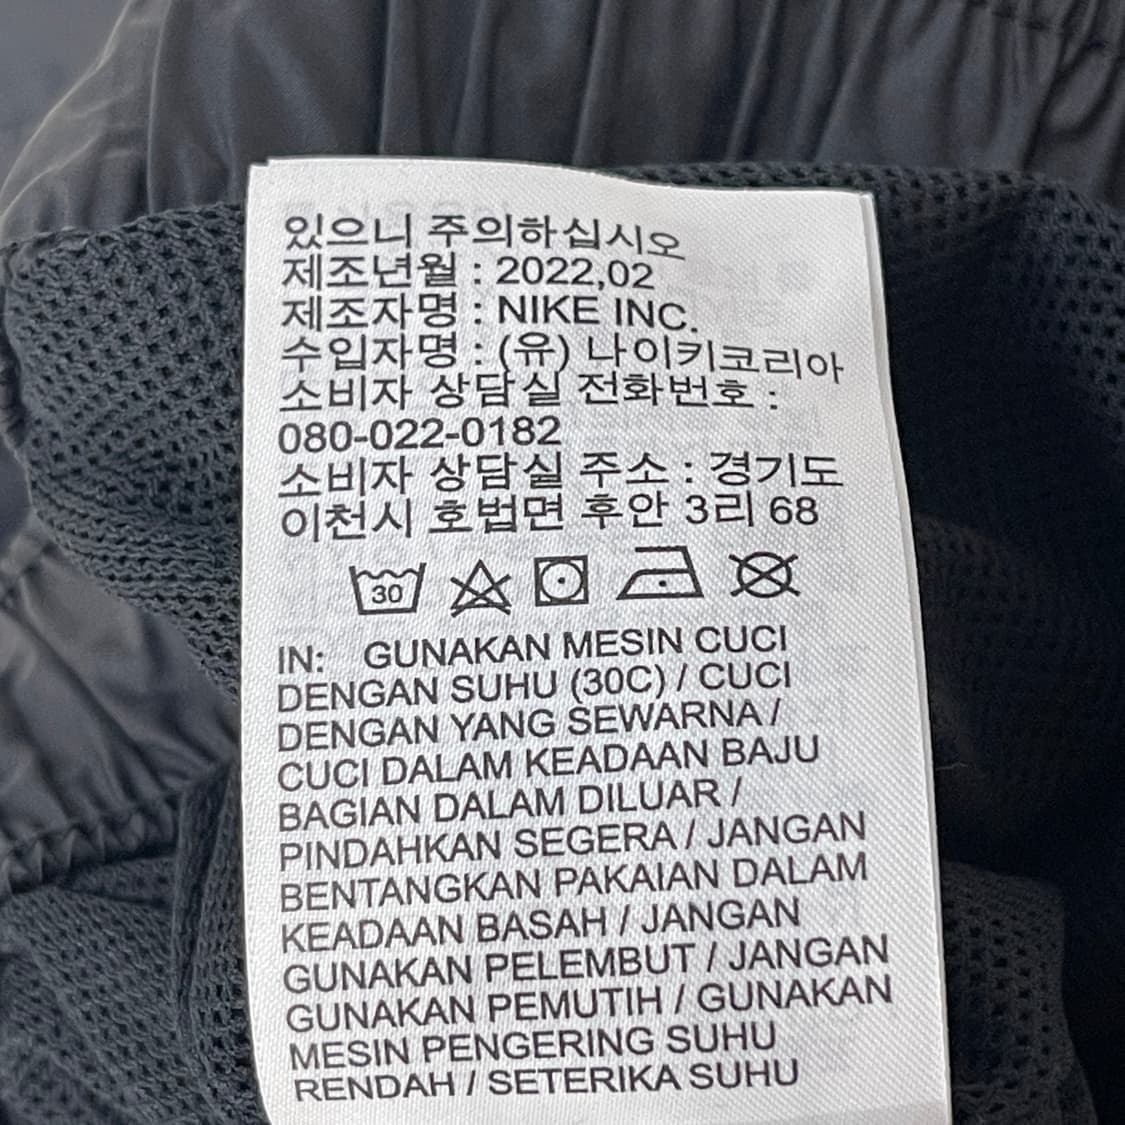 있으니 주의하십시오
제조년월 : 2022,02
제조자명 : NIKE INC.
수입자명 : (유) 나이키코리아
소비자 상담실 전화번호 :
080-022-0182
소비자 상담실 주소 : 경기도
이천시 호법면 후안 3리 68
30
IN: GUNAKAN MESIN CUCI
DENGAN SUHU (30C) / CUCI
DENGAN YANG SEWARNA /
CUCI DALAM KEADAAN BAJU
BAGIAN DALAM DILUAR /
PINDAHKAN SEGERA / JANGAN
BENTANGKAN PAKAIAN DALAM
KEADAAN BASAH / JANGAN
GUNAKAN PELEMBUT / JANGAN
GUNAKAN PEMUTIH / GUNAKAN
MESIN PENGERING SUHU
RENDAH / SETERIKA SUHU